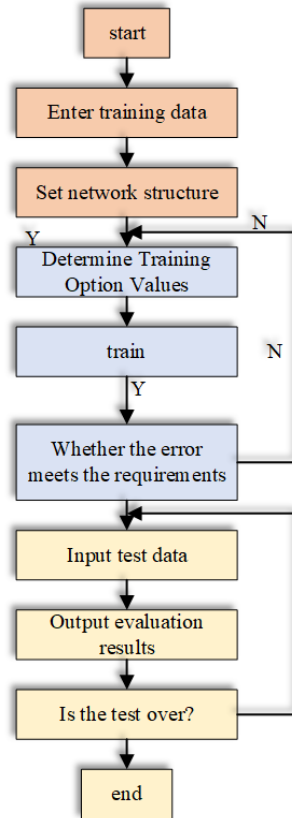 start
Enter training data
Set network structure
N
Y
Determine Training
Option Values
train
N
Y
Whether the error
meets the requirements
Input test data
Output evaluation
results
Is the test over?
end